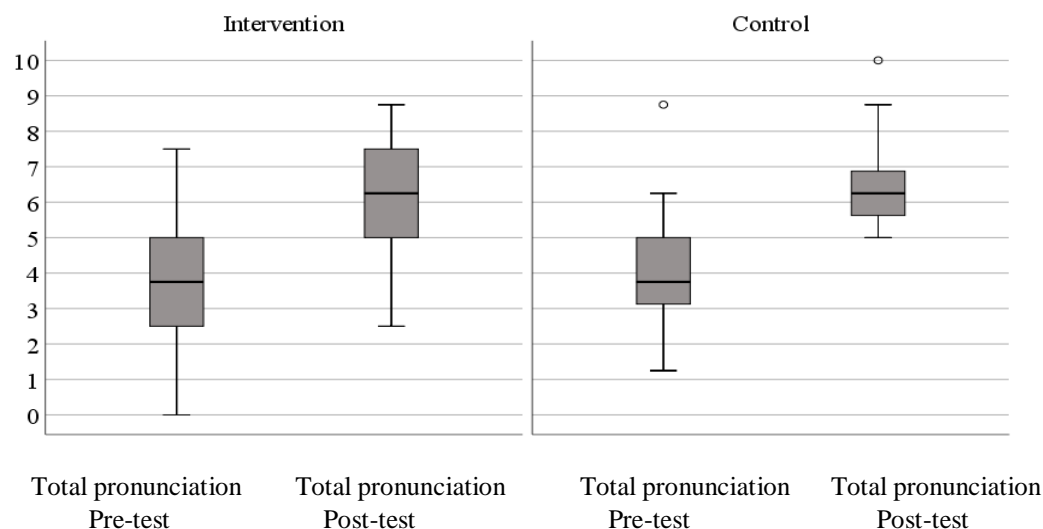 Intervention
Control
10
9
8
7
6
5
4
3
2
1
0
Total pronunciation
Pre-test
Total pronunciation
Post-test
Total pronunciation
Pre-test
Total pronunciation
Post-test